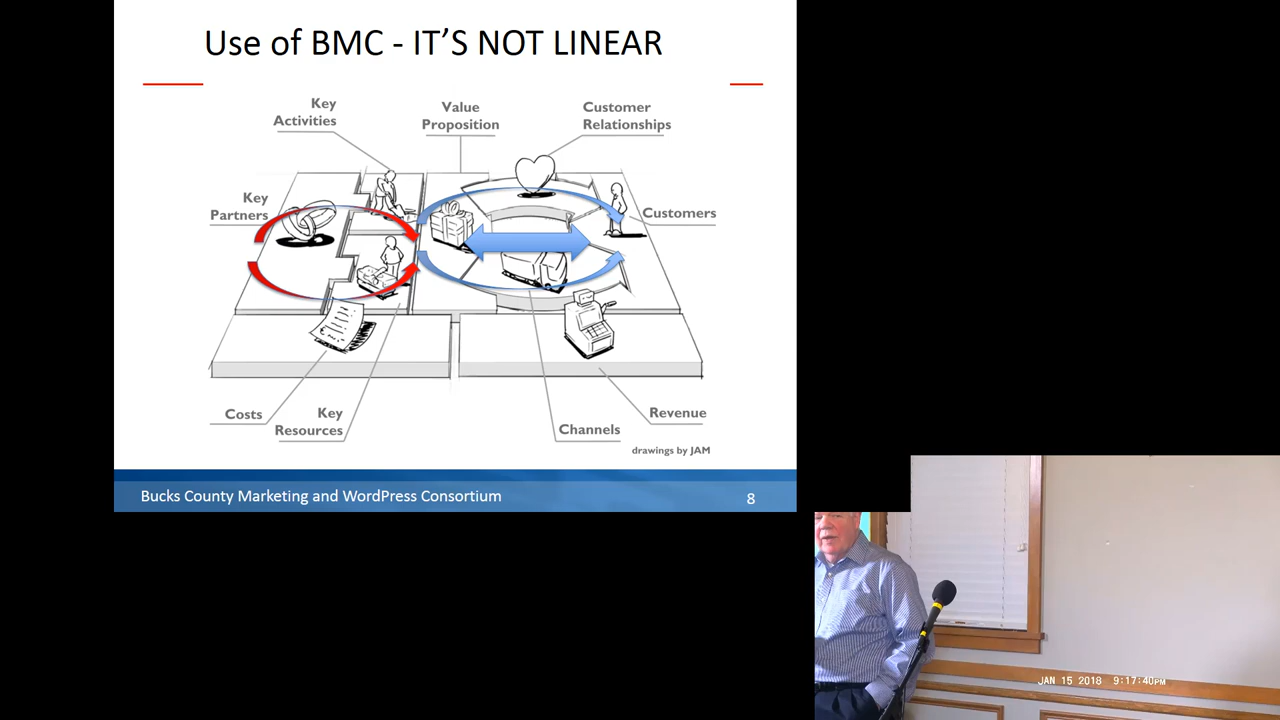 Use of BMC - IT'S NOT LINEAR
Key
Activities
Value
Proposition
Customer
Relationships
Key
Partners
Customers
Costs
Key
Resources
Channels
Revenue
drawings by JAM
Bucks County Marketing and WordPress Consortium
8
JAN 15 2018 9:17:40PM